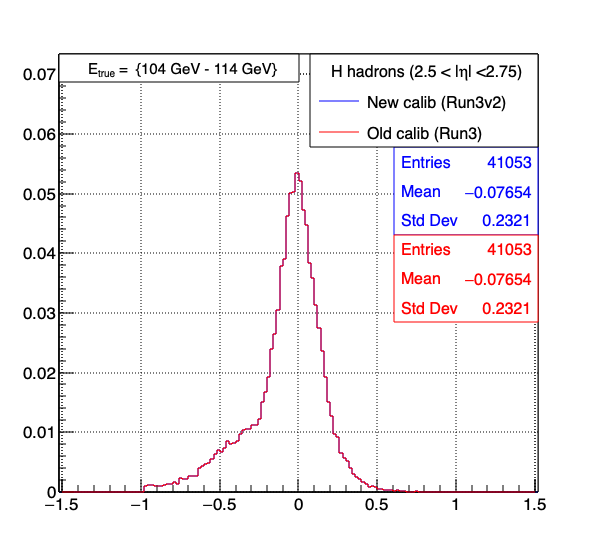 E_true = {104 GeV - 114 GeV}
H hadrons (2.5 < |η| <2.75)
New calib (Run3v2)
Old calib (Run3)
Entries 41053
Mean −0.07654
Std Dev 0.2321
Entries 41053
Mean −0.07654
Std Dev 0.2321
0.07
0.06
0.05
0.04
0.03
0.02
0.01
0
−1.5 −1 −0.5 0 0.5 1 1.5